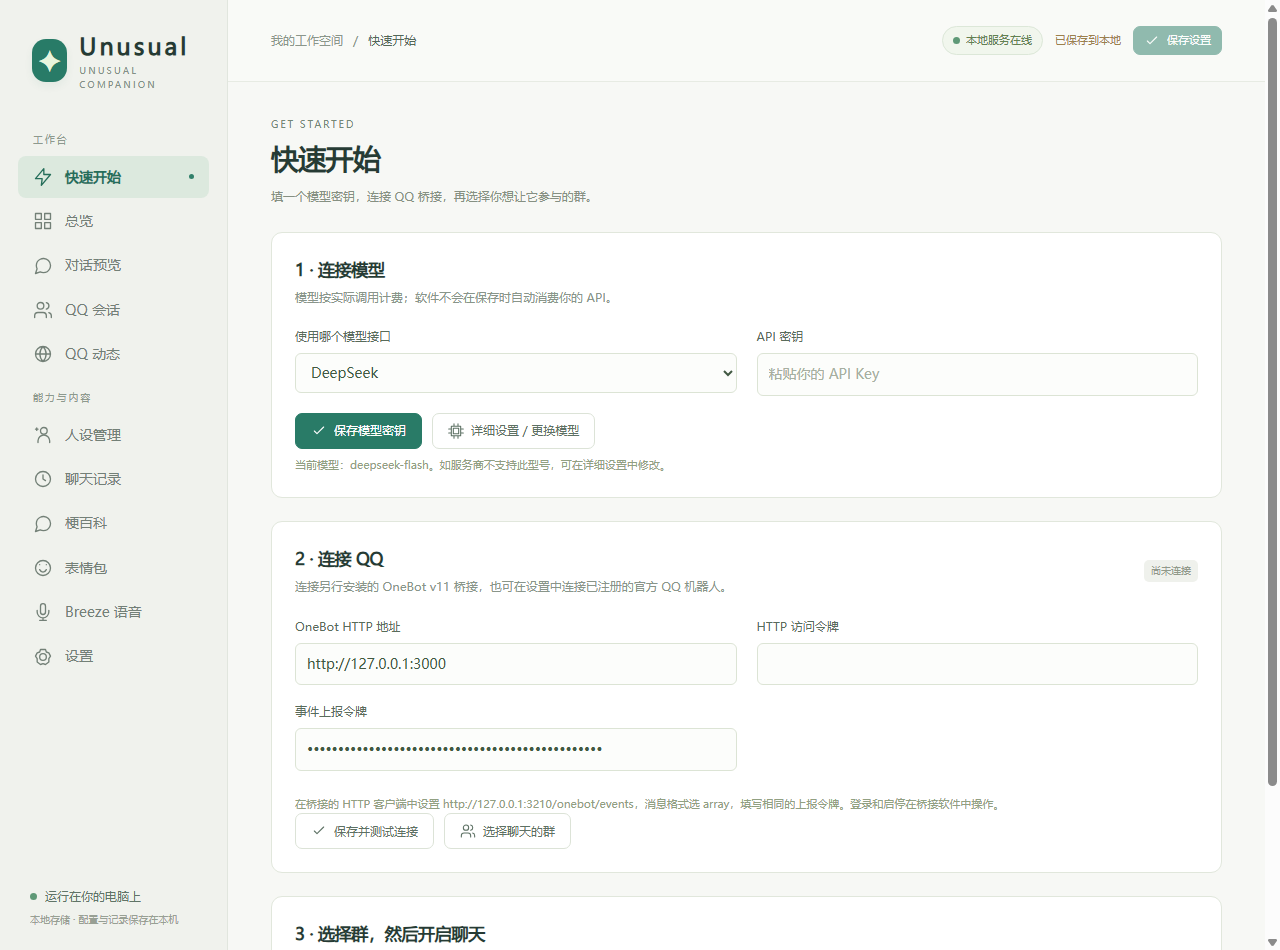 Unusual
UNUSUAL
COMPANION
工作台
快速开始
总览
对话预览
QQ 会话
QQ 动态
能力与内容
人设管理
聊天记录
梗百科
表情包
Breeze 语音
设置
运行在你的电脑上
本地存储 · 配置与记录保存在本机
我的工作空间 / 快速开始
本地服务在线
已保存到本地
保存设置
GET STARTED
快速开始
填一个模型密钥，连接 QQ 桥接，再选择你想让它参与的群。
1 · 连接模型
模型按实际调用计费；软件不会在保存时自动消费你的 API。
使用哪个模型接口
API 密钥
DeepSeek
粘贴你的 API Key
保存模型密钥
详细设置 / 更换模型
当前模型：deepseek-flash。如服务商不支持此型号，可在详细设置中修改。
2 · 连接 QQ
连接另行安装的 OneBot v11 桥接，也可在设置中连接已注册的官方 QQ 机器人。
尚未连接
OneBot HTTP 地址
HTTP 访问令牌
http://127.0.0.1:3000
事件上报令牌
在桥接的 HTTP 客户端中设置 http://127.0.0.1:3210/onebot/events，消息格式选 array，填写相同的上报令牌。登录和启停在桥接软件中操作。
保存并测试连接
选择聊天的群
3 · 选择群，然后开启聊天